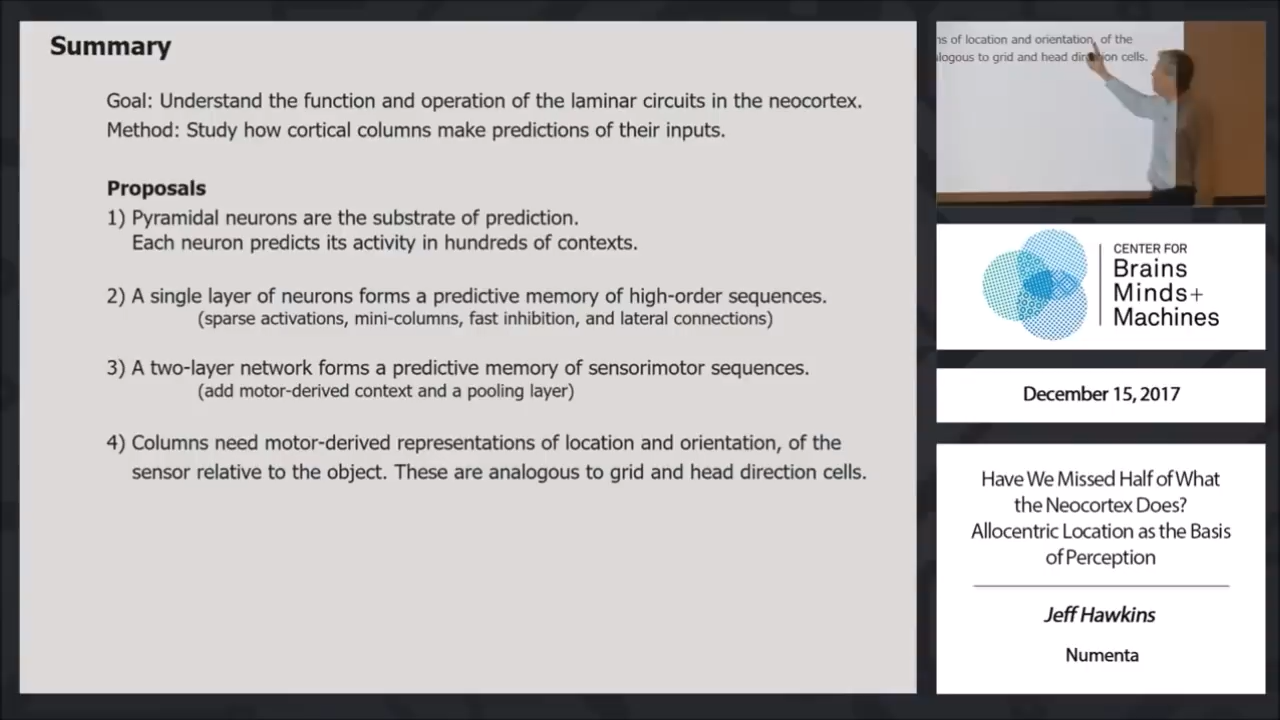 Summary
Goal: Understand the function and operation of the laminar circuits in the neocortex.
Method: Study how cortical columns make predictions of their inputs.
Proposals
1) Pyramidal neurons are the substrate of prediction.
Each neuron predicts its activity in hundreds of contexts.
2) A single layer of neurons forms a predictive memory of high-order sequences.
(sparse activations, mini-columns, fast inhibition, and lateral connections)
3) A two-layer network forms a predictive memory of sensorimotor sequences.
(add motor-derived context and a pooling layer)
4) Columns need motor-derived representations of location and orientation, of the
sensor relative to the object. These are analogous to grid and head direction cells.
ns of location and orientation, of the
logous to grid and head direction cells.
CENTER FOR
Brains
Minds+
Machines
December 15, 2017
Have We Missed Half of What
the Neocortex Does?
Allocentric Location as the Basis
of Perception
Jeff Hawkins
Numenta